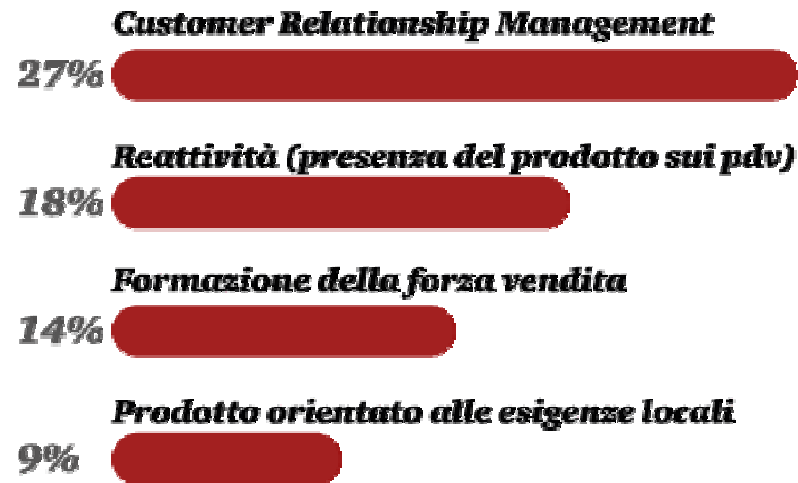 Customer Relationship Management
27%
Reattività (presenza del prodotto sui pdv)
18%
Formazione della forza vendita
14%
Prodotto orientato alle esigenze locali
9%